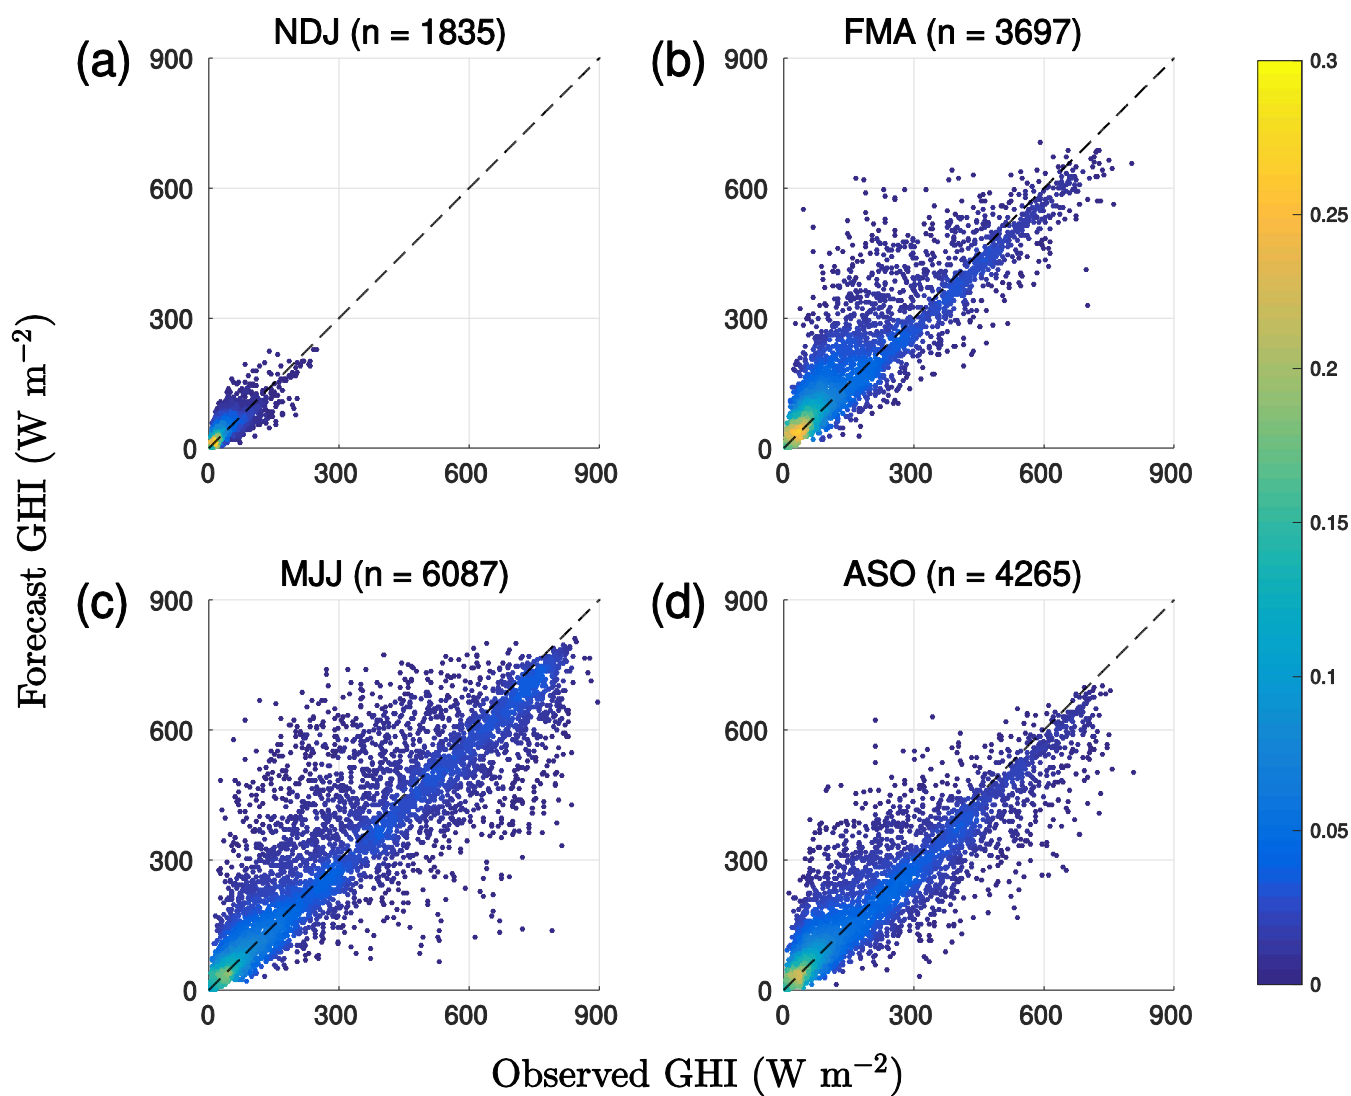 (a)
NDJ (n = 1835)
900
600
300
0
0 300 600 900
(b)
FMA (n = 3697)
900
600
300
0
0 300 600 900
(c)
MJJ (n = 6087)
900
600
300
0
0 300 600 900
(d)
ASO (n = 4265)
900
600
300
0
0 300 600 900
0.3
0.25
0.2
0.15
0.1
0.05
0
Forecast GHI (W m⁻²)
Observed GHI (W m⁻²)